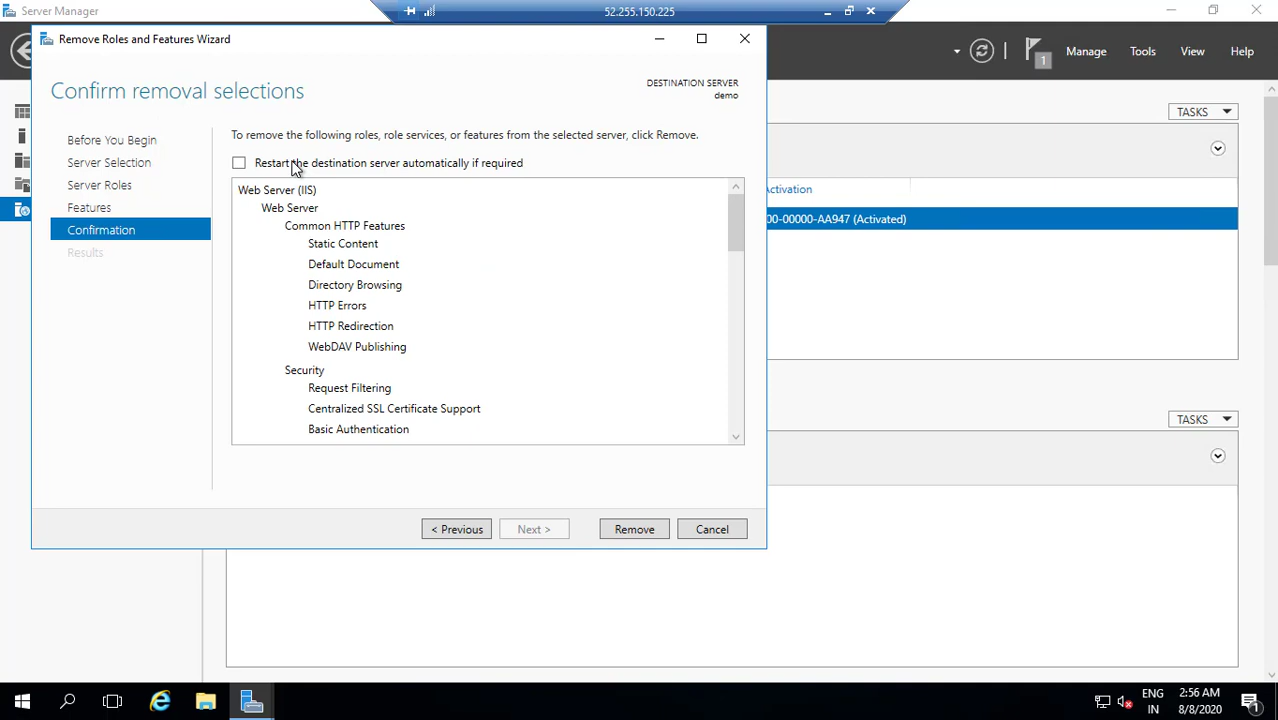 Server Manager
52.255.150.225
Remove Roles and Features Wizard
1
Manage
Tools
View
Help
Confirm removal selections
DESTINATION SERVER
demo
Before You Begin
Server Selection
Server Roles
Features
Confirmation
Results
To remove the following roles, role services, or features from the selected server, click Remove.
Restart the destination server automatically if required
Web Server (IIS)
Web Server
Common HTTP Features
Static Content
Default Document
Directory Browsing
HTTP Errors
HTTP Redirection
WebDAV Publishing
Security
Request Filtering
Centralized SSL Certificate Support
Basic Authentication
< Previous
Next >
Remove
Cancel
TASKS
Activation
00-00000-AA947 (Activated)
TASKS
ENG
IN
2:56 AM
8/8/2020
1